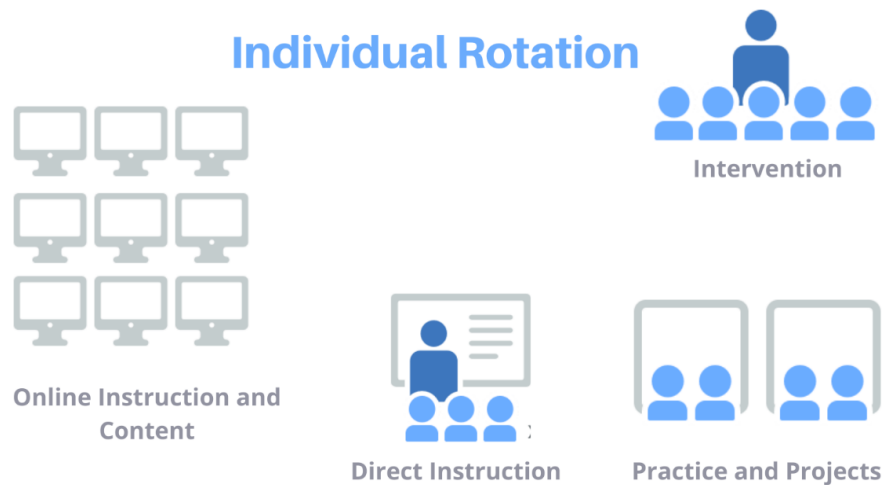 Individual Rotation
Intervention
Online Instruction and
Content
Direct Instruction
Practice and Projects